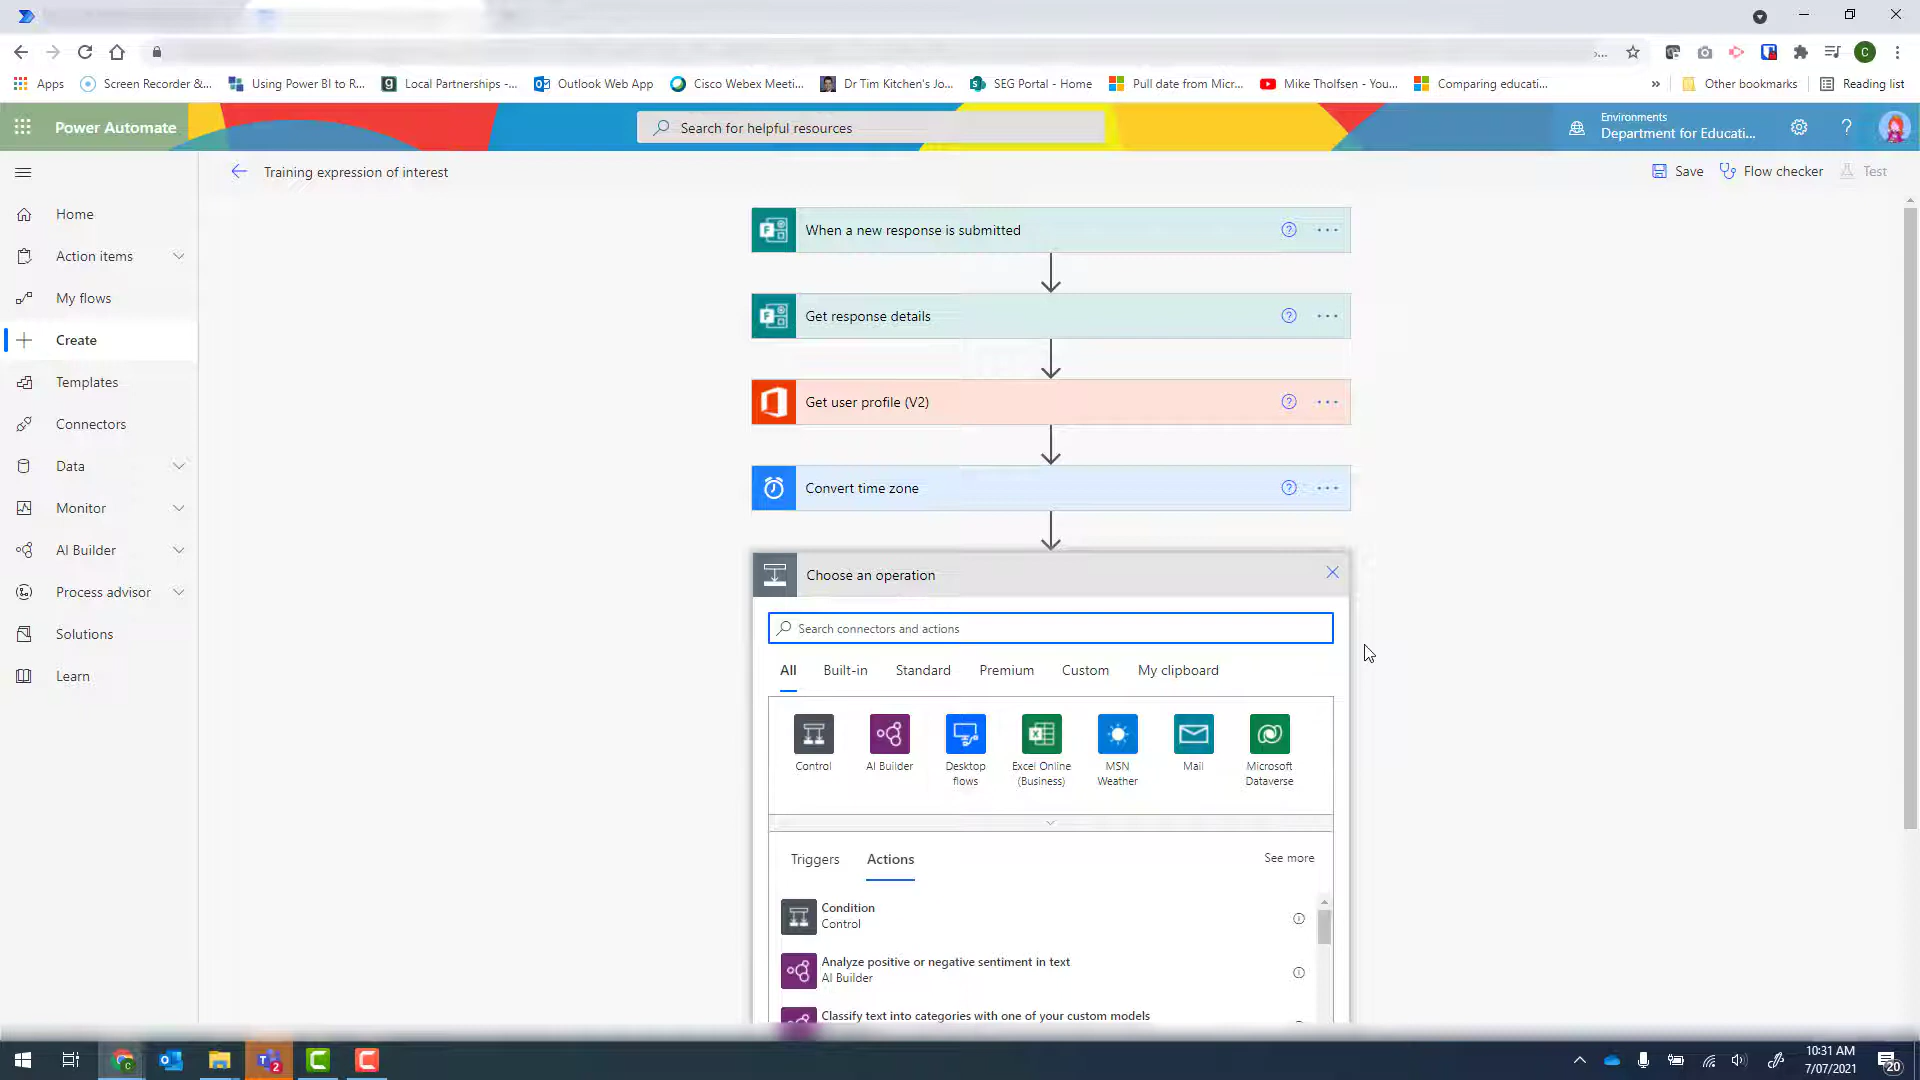 ...
Apps
Screen Recorder &...
Using Power BI to R...
Local Partnerships -...
Outlook Web App
Cisco Webex Meeti...
Dr Tim Kitchen's Jo...
SEG Portal - Home
Pull date from Micr...
Mike Tholfsen - You...
Comparing educati...
»
Other bookmarks
Reading list
C
Power Automate
Search for helpful resources
Environments
Department for Educati...
?
Training expression of interest
Save
Flow checker
Test
Home
Action items
My flows
Create
Templates
Connectors
Data
Monitor
AI Builder
Process advisor
Solutions
Learn
When a new response is submitted
Get response details
Get user profile (V2)
Convert time zone
Choose an operation
Search connectors and actions
All
Built-in
Standard
Premium
Custom
My clipboard
Control
AI Builder
Desktop
flows
Excel Online
(Business)
MSN
Weather
Mail
Microsoft
Dataverse
Triggers
Actions
See more
Condition
Control
Analyze positive or negative sentiment in text
AI Builder
Classify text into categories with one of your custom models
10:31 AM
7/07/2021
2
20